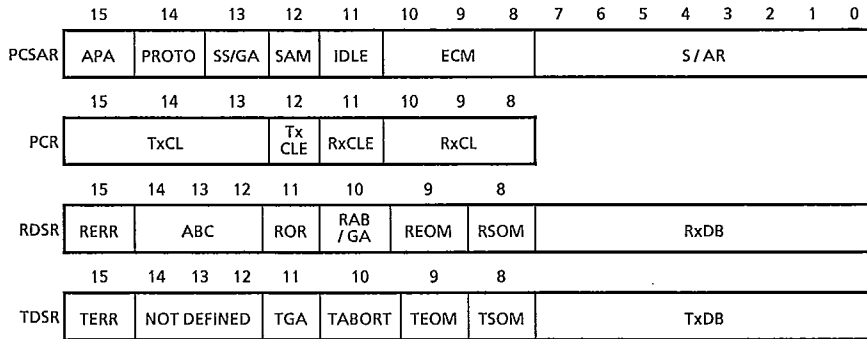 15 14 13 12 11 10 9 8 7 6 5 4 3 2 1 0
PCSAR APA PROTO SS/GA SAM IDLE ECM S / AR
15 14 13 12 11 10 9 8
PCR TxCL Tx CLE RxCLE RxCL
15 14 13 12 11 10 9 8
RDSR RERR ABC ROR RAB / GA REOM RSOM RxDB
15 14 13 12 11 10 9 8
TDSR TERR NOT DEFINED TGA TABORT TEOM TSOM TxDB